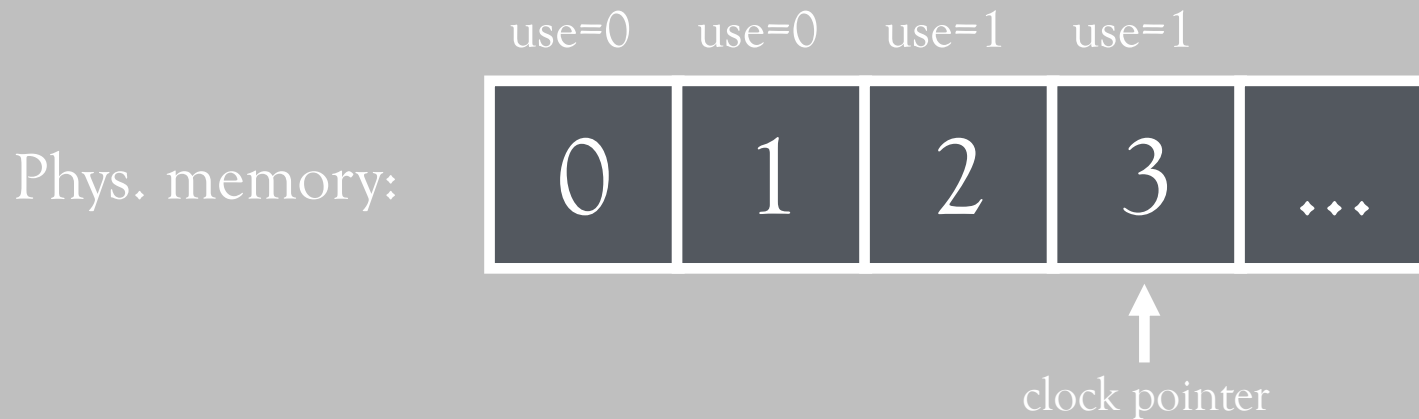 use=0 use=0 use=1 use=1
Phys. memory: 0 1 2 3 ...
clock pointer